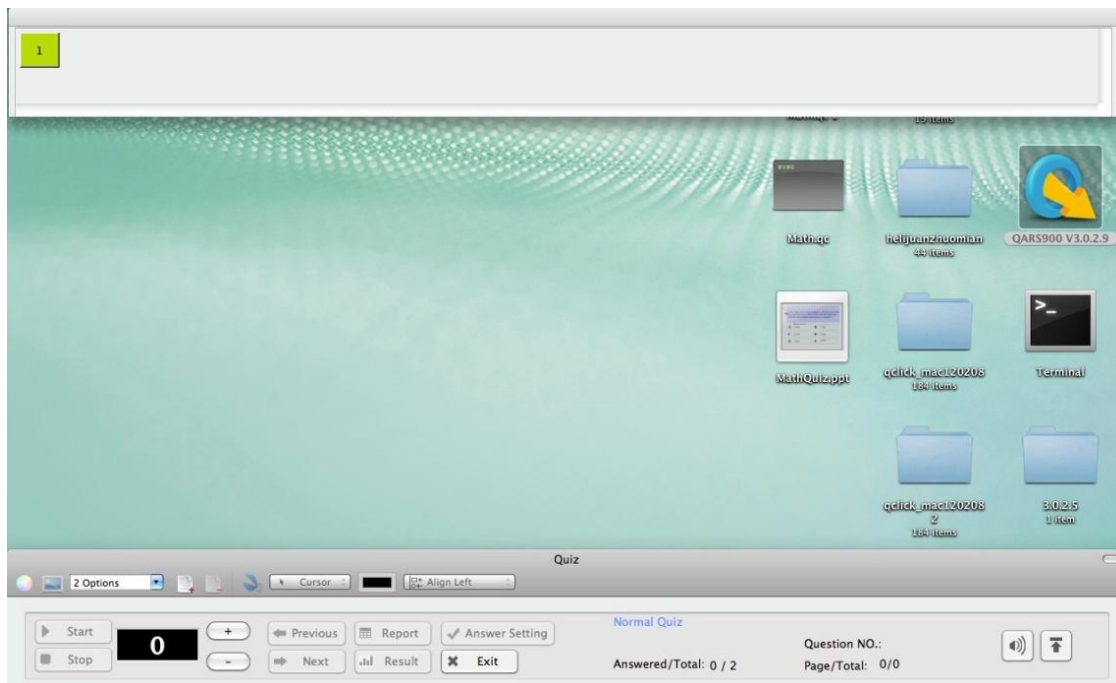 1
19 items
Math.qc
helijuanzhuomian
44 items
QARS900 V3.0.2.9
MathQuiz.ppt
qclick_mac120208
184 items
Terminal
qclick_mac120208
2
184 items
3.0.2.5
1 item
Quiz
2 Options
Cursor
Align Left
Start
0
+
Previous
Report
Answer Setting
Normal Quiz
Question NO.:
Stop
-
Next
Result
Exit
Answered/Total: 0 / 2
Page/Total: 0/0